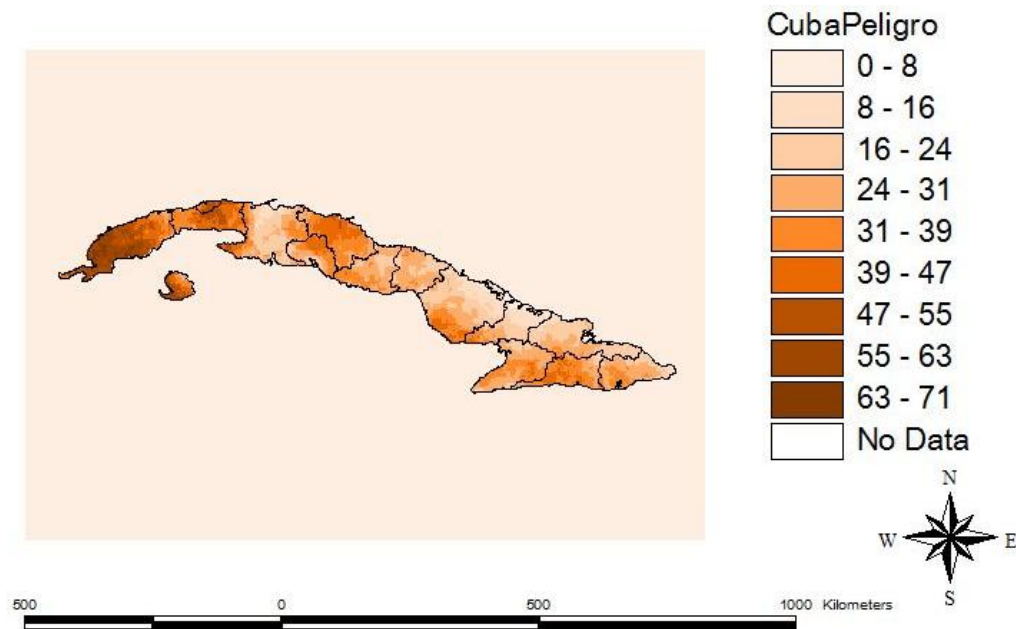 CubaPeligro
0 - 8
8 - 16
16 - 24
24 - 31
31 - 39
39 - 47
47 - 55
55 - 63
63 - 71
No Data
N
W E
S
500 0 500 1000 Kilometers